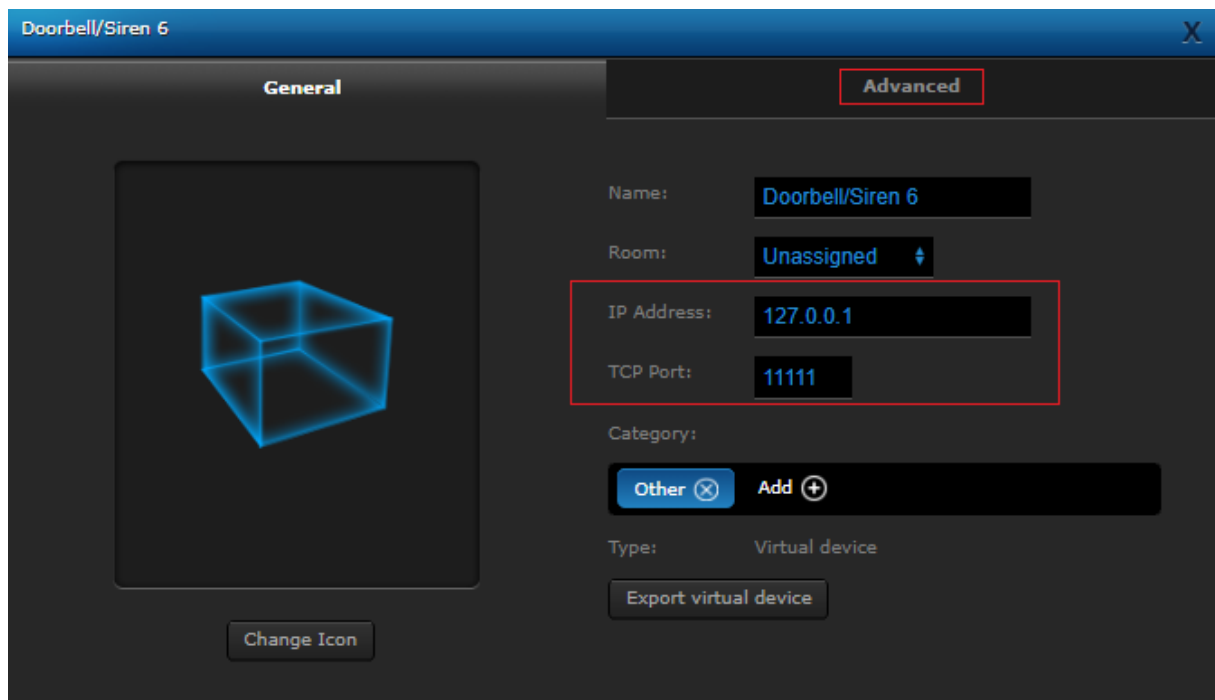 Doorbell/Siren 6 X
General Advanced
Name: Doorbell/Siren 6
Room: Unassigned
IP Address: 127.0.0.1
TCP Port: 11111
Category:
Other Add
Type: Virtual device
Export virtual device
Change Icon